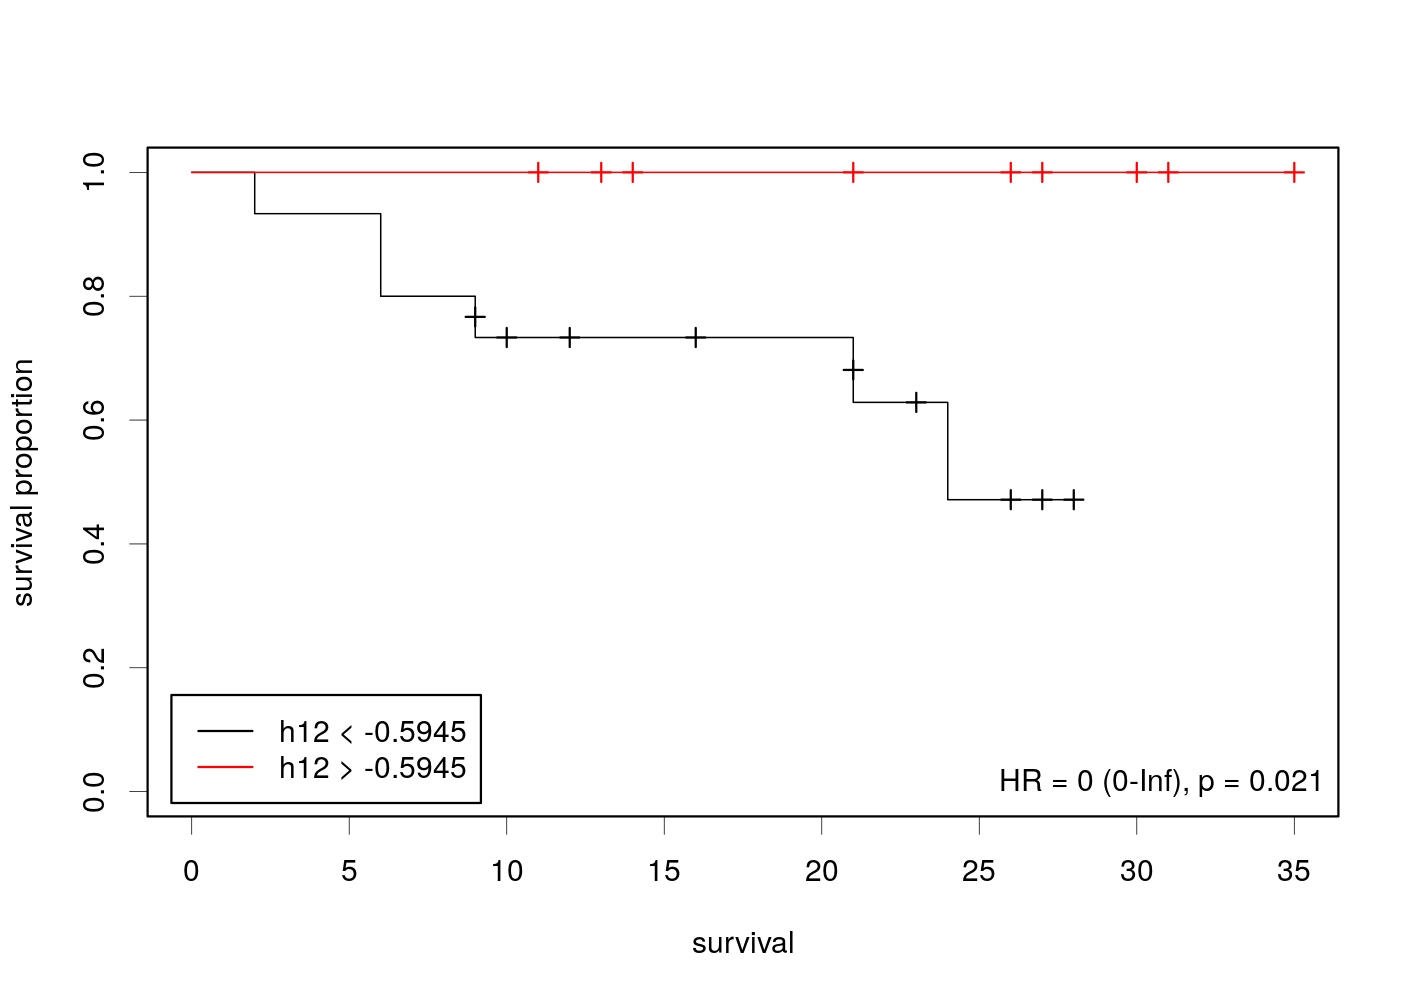 survival proportion
1.0
0.8
0.6
0.4
0.2
0.0
h12 < -0.5945
h12 > -0.5945
HR = 0 (0-Inf), p = 0.021
0 5 10 15 20 25 30 35
survival